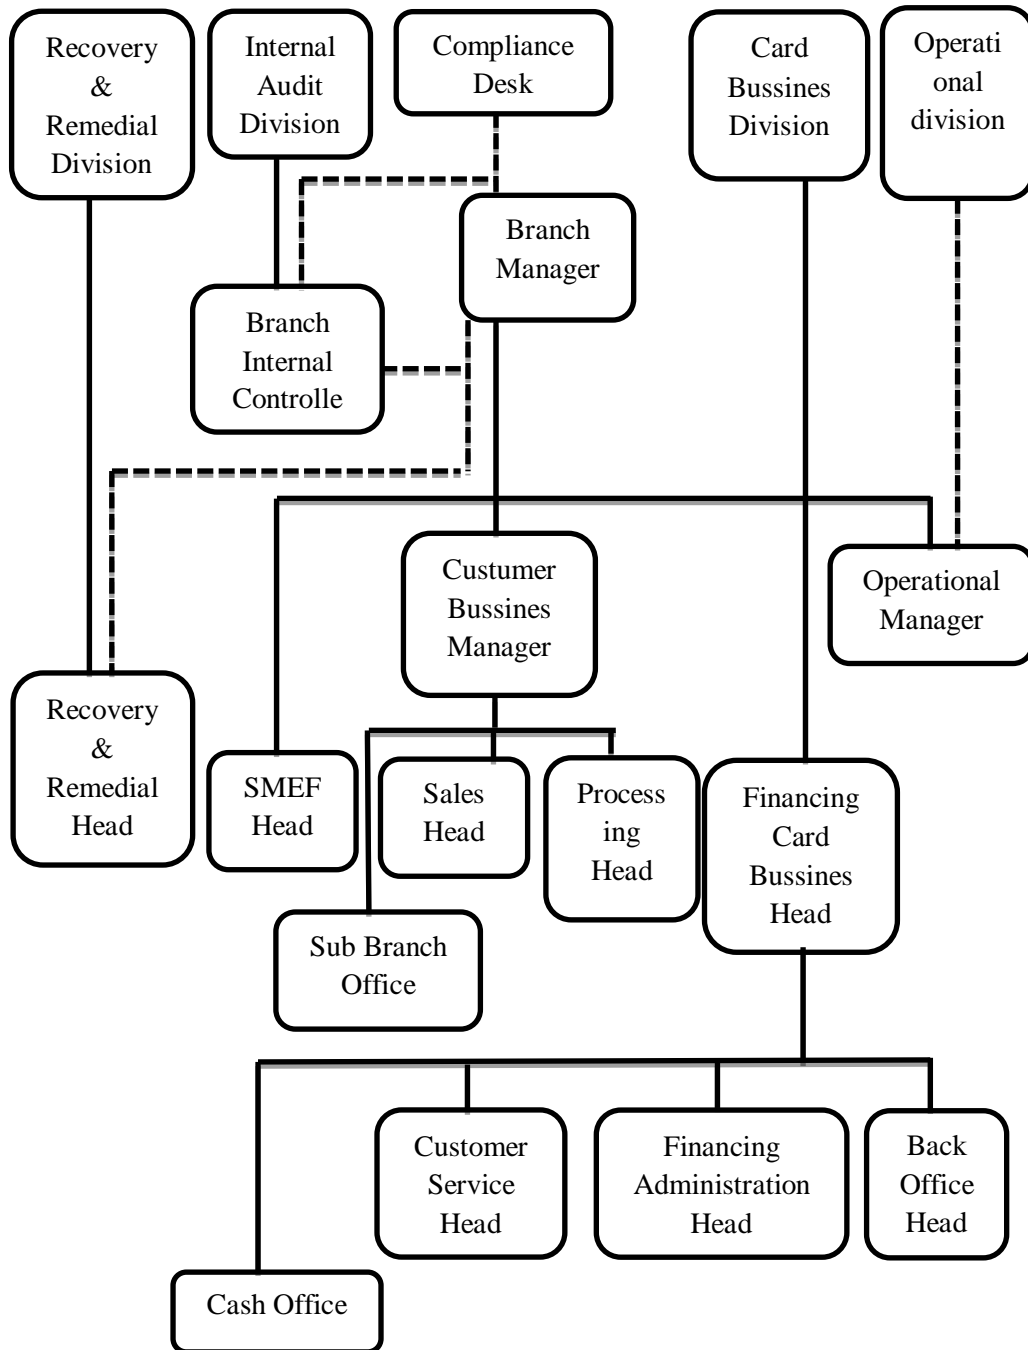 Recovery
&
Remedial
Division
Internal
Audit
Division
Compliance
Desk
Card
Bussines
Division
Operati
onal
division
Branch
Manager
Branch
Internal
Controlle
Custumer
Bussines
Manager
Operational
Manager
Recovery
&
Remedial
Head
SMEF
Head
Sales
Head
Process
ing
Head
Financing
Card
Bussines
Head
Sub Branch
Office
Customer
Service
Head
Financing
Administration
Head
Back
Office
Head
Cash Office